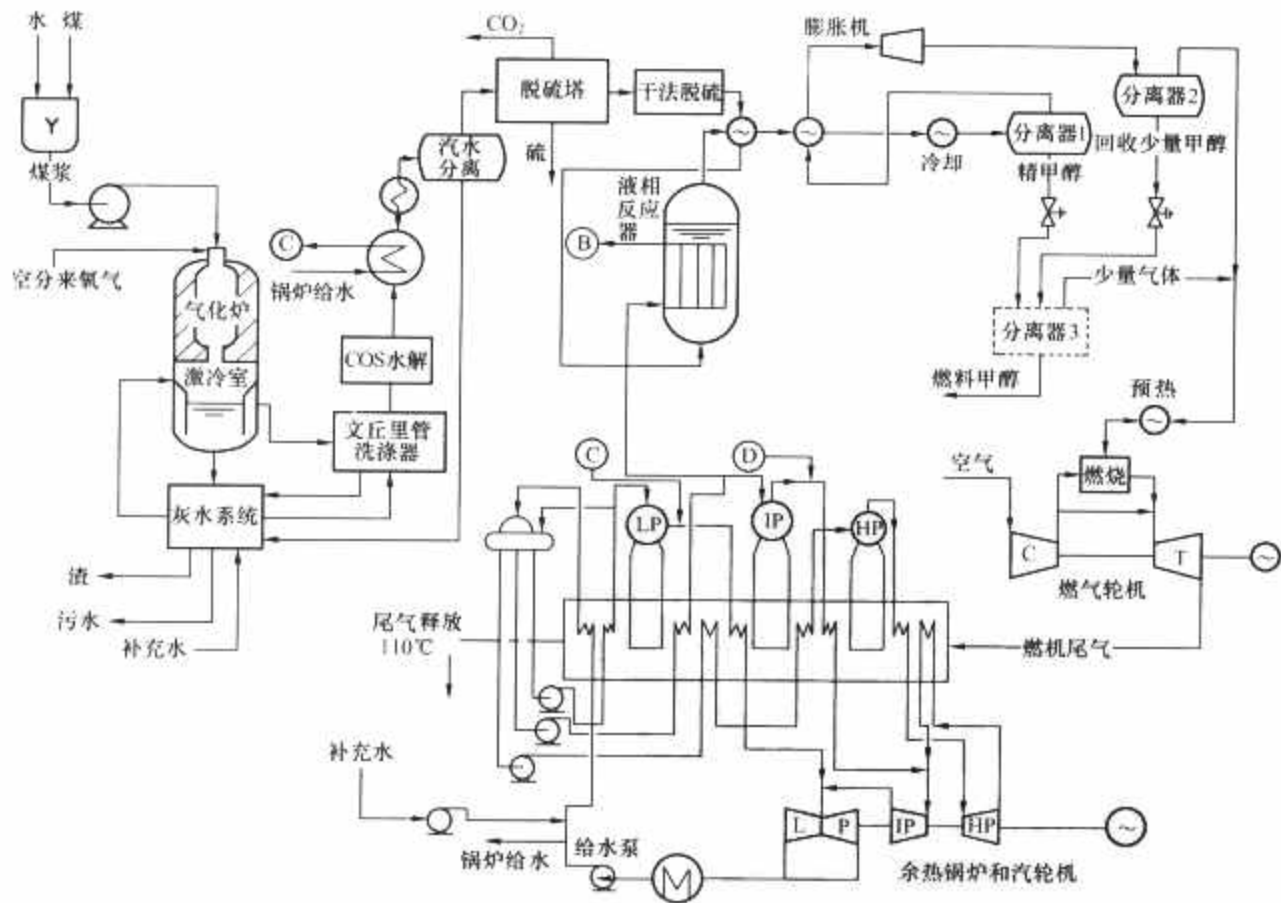 水
煤
煤浆
空分来氧气
气化炉
激冷室
灰水系统
渣
污水
补充水
文丘里管
洗涤器
COS水解
锅炉给水
C
汽水
分离
CO₂
脱硫塔
硫
干法脱硫
液相
反应
器
B
膨胀机
冷却
分离器1
精甲醇
分离器2
回收少量甲醇
少量气体
分离器3
燃料甲醇
预热
空气
燃烧
C
T
燃气轮机
燃机尾气
C
D
LP
IP
HP
尾气释放
110℃
补充水
锅炉给水
给水泵
L
P
IP
HP
余热锅炉和汽轮机